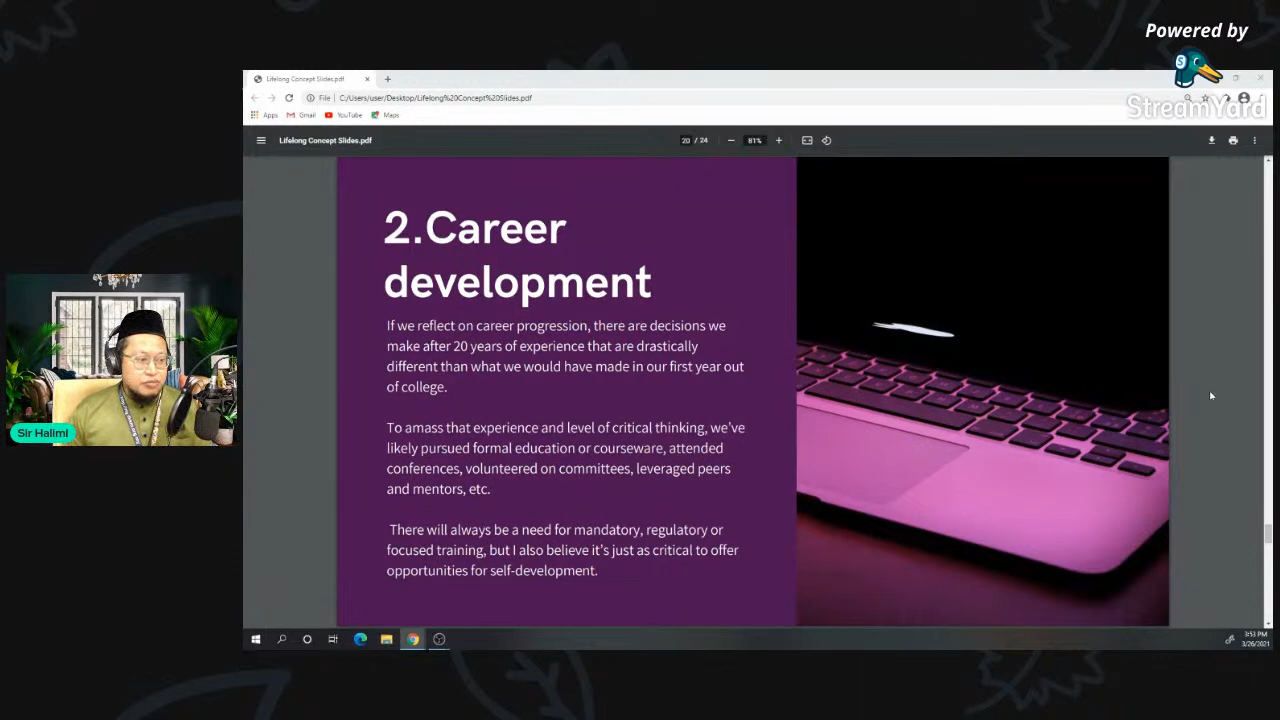 Powered by
StreamYard
Lifelong Concept Slides.pdf
File
C:/Users/user/Desktop/Lifelong%20Concept%20Slides.pdf
Apps
Gmail
YouTube
Maps
Lifelong Concept Slides.pdf
20 / 24
81%
2.Career
development
If we reflect on career progression, there are decisions we
make after 20 years of experience that are drastically
different than what we would have made in our first year out
of college.
To amass that experience and level of critical thinking, we've
likely pursued formal education or courseware, attended
conferences, volunteered on committees, leveraged peers
and mentors, etc.
There will always be a need for mandatory, regulatory or
focused training, but I also believe it's just as critical to offer
opportunities for self-development.
Sir Halimi
3:53 PM
3/26/2021